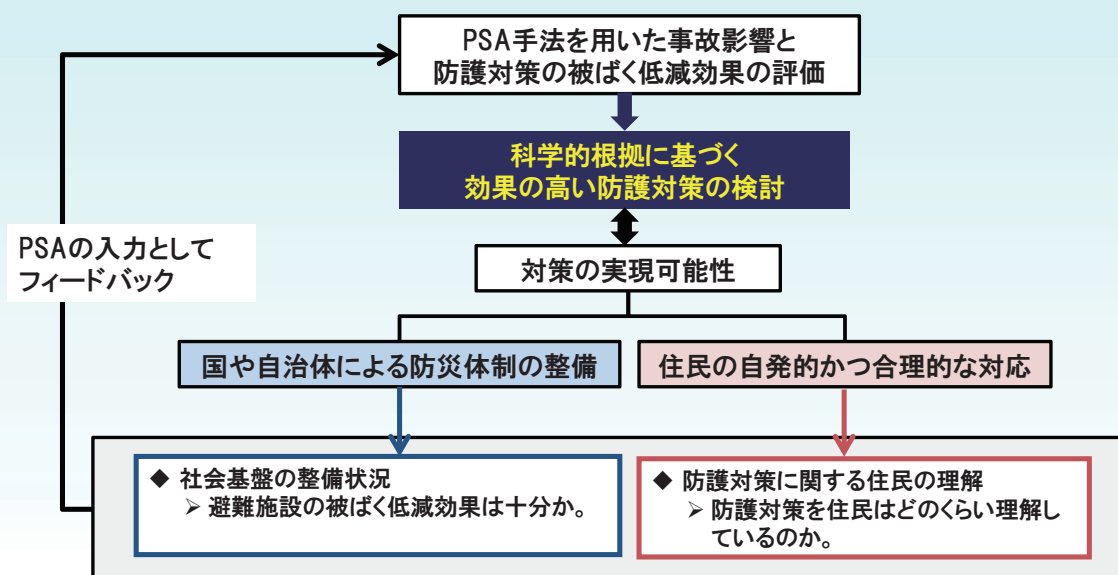 PSA手法を用いた事故影響と
防護対策の被ばく低減効果の評価
科学的根拠に基づく
効果の高い防護対策の検討
PSAの入力として
フィードバック
対策の実現可能性
国や自治体による防災体制の整備
住民の自発的かつ合理的な対応
◆ 社会基盤の整備状況
➢ 避難施設の被ばく低減効果は十分か。
◆ 防護対策に関する住民の理解
➢ 防護対策を住民はどのくらい理解し
ているのか。